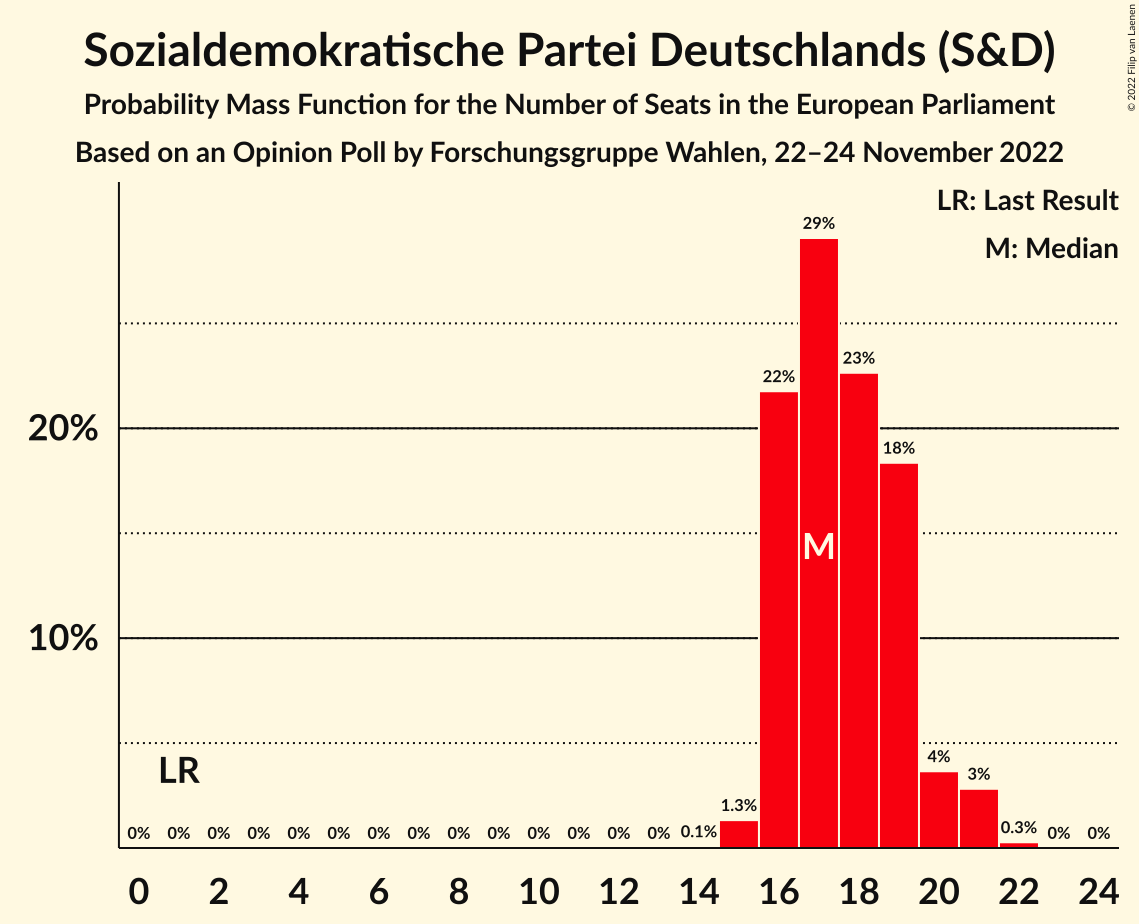 Sozialdemokratische Partei Deutschlands (S&D)
Probability Mass Function for the Number of Seats in the European Parliament
Based on an Opinion Poll by Forschungsgruppe Wahlen, 22–24 November 2022
© 2022 Filip van Laenen
LR: Last Result
M: Median
29%
23%
22%
20%
18%
M
10%
LR
4%
3%
1.3%
0% 0% 0% 0% 0% 0% 0% 0% 0% 0% 0% 0% 0% 0% 0.1% 0.3% 0% 0%
0 2 4 6 8 10 12 14 16 18 20 22 24